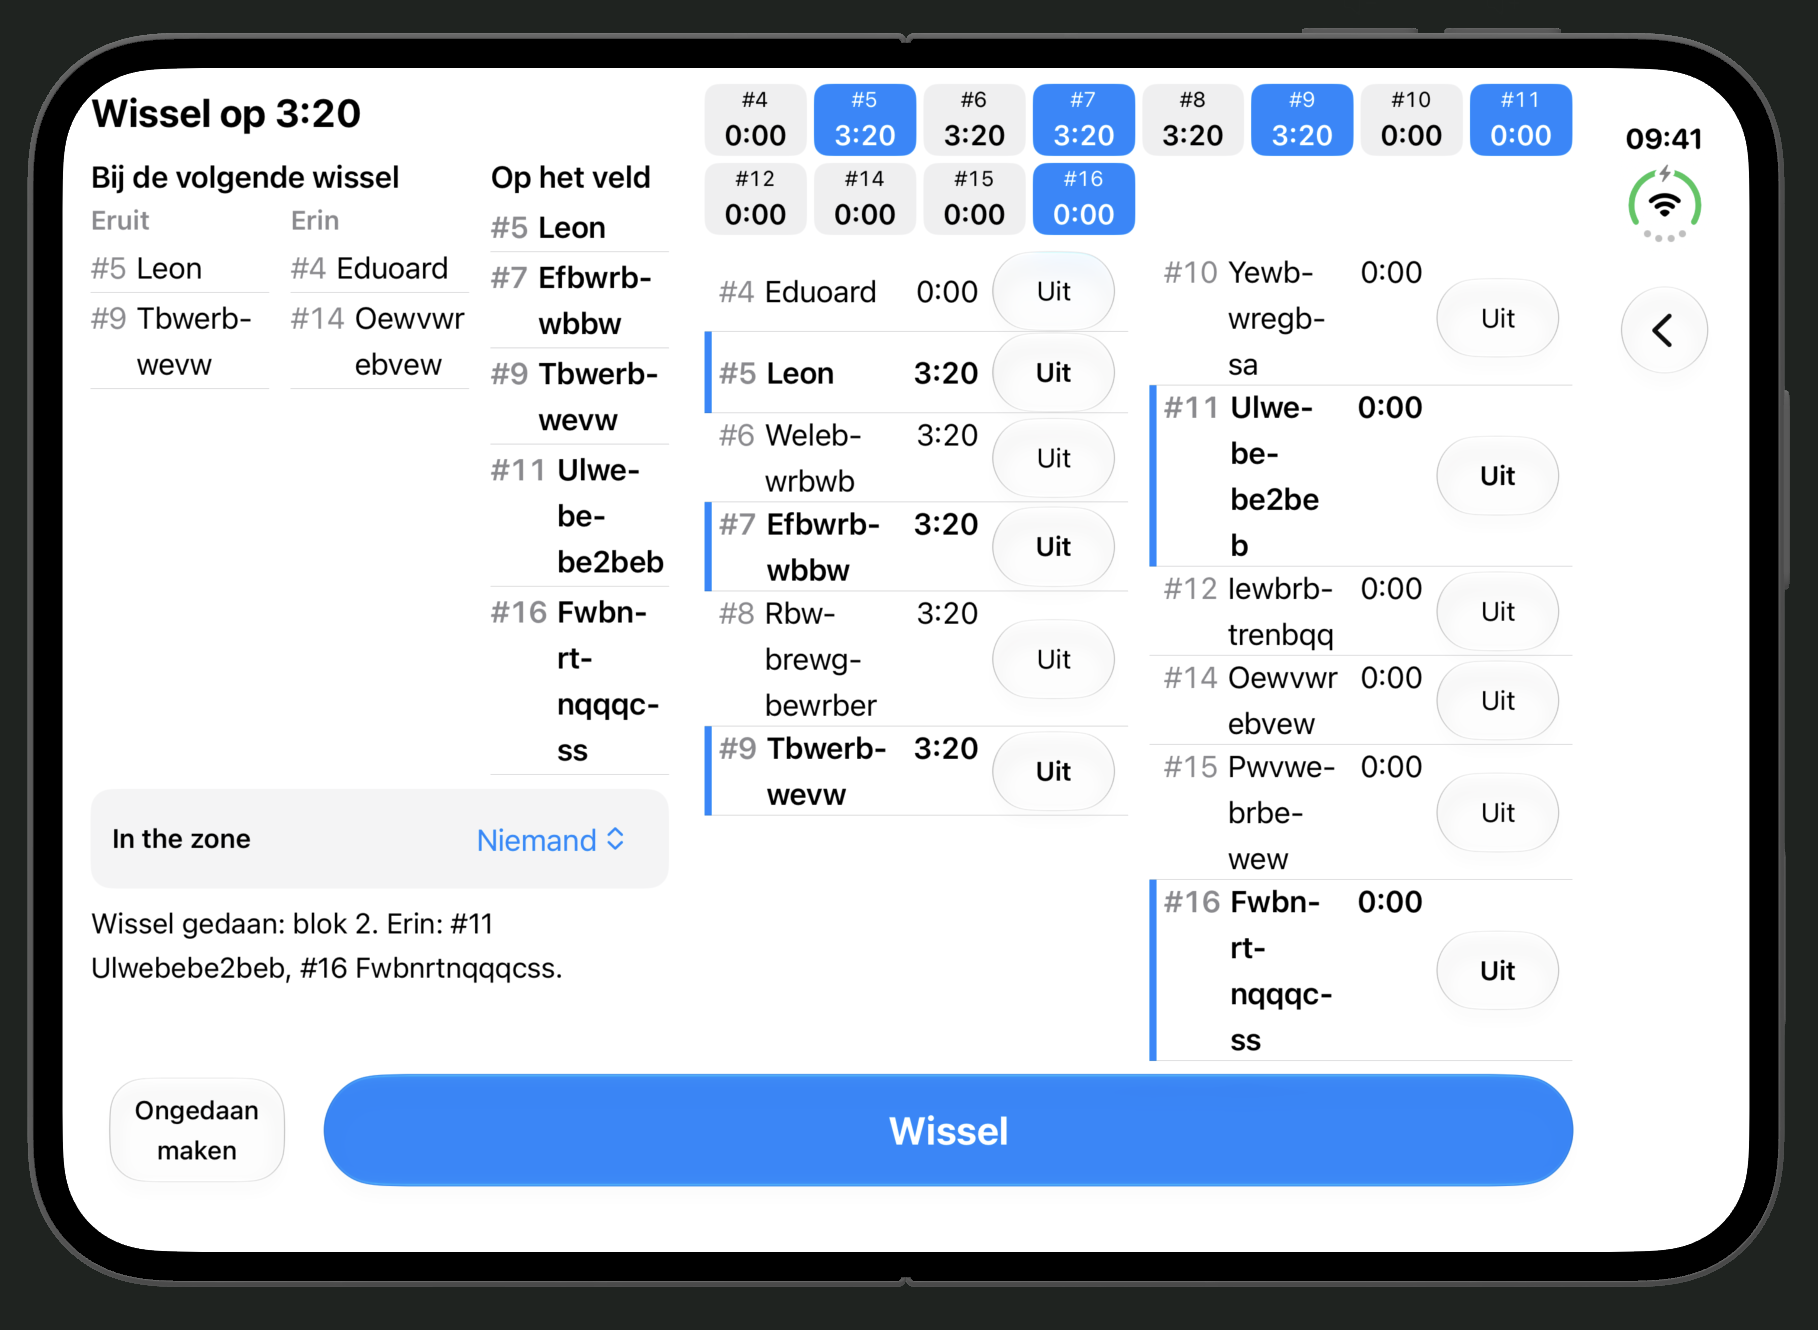 Wissel op 3:20
Bij de volgende wissel
Eruit
Erin
#5 Leon
#4 Eduoard
#9 Tbwerb-
wevw
#14 Oewvwr
ebvew
Op het veld
#5 Leon
#7 Efbwrb-
wbbw
#9 Tbwerb-
wevw
#11 Ulwe-
be-
be2beb
#16 Fwbn-
rt-
nqqqc-
ss
In the zone
Niemand
Wissel gedaan: blok 2. Erin: #11
Ulwebebe2beb, #16 Fwbnrtnqqqcss.
#4
0:00
#5
3:20
#6
3:20
#7
3:20
#8
3:20
#9
3:20
#10
0:00
#11
0:00
#12
0:00
#14
0:00
#15
0:00
#16
0:00
#4 Eduoard 0:00 Uit
#5 Leon 3:20 Uit
#6 Weleb- 3:20
wrbwb
Uit
#7 Efbwrb- 3:20
wbbw
Uit
#8 Rbw- 3:20
brewg-
bewrber
Uit
#9 Tbwerb- 3:20
wevw
Uit
#10 Yewb- 0:00
wregb-
sa
Uit
#11 Ulwe- 0:00
be-
be2be
b
Uit
#12 Iewbrb- 0:00
trenbqq
Uit
#14 Oewvwr 0:00
ebvew
Uit
#15 Pwvwe- 0:00
brbe-
wew
Uit
#16 Fwbn- 0:00
rt-
nqqqc-
ss
Uit
09:41
Ongedaan
maken
Wissel